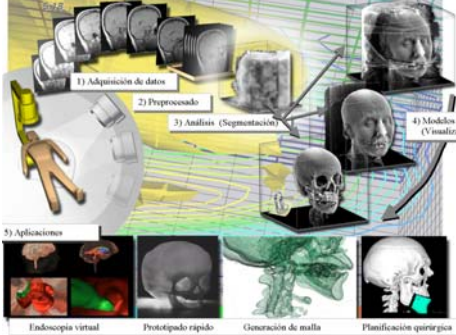 1) Adquisición de datos
2) Preprocesado
3) Análisis (Segmentación)
4) Modelos
(Visualiz
5) Aplicaciones
Endoscopia virtual
Prototipado rápido
Generación de malla
Planificación quirúrgica